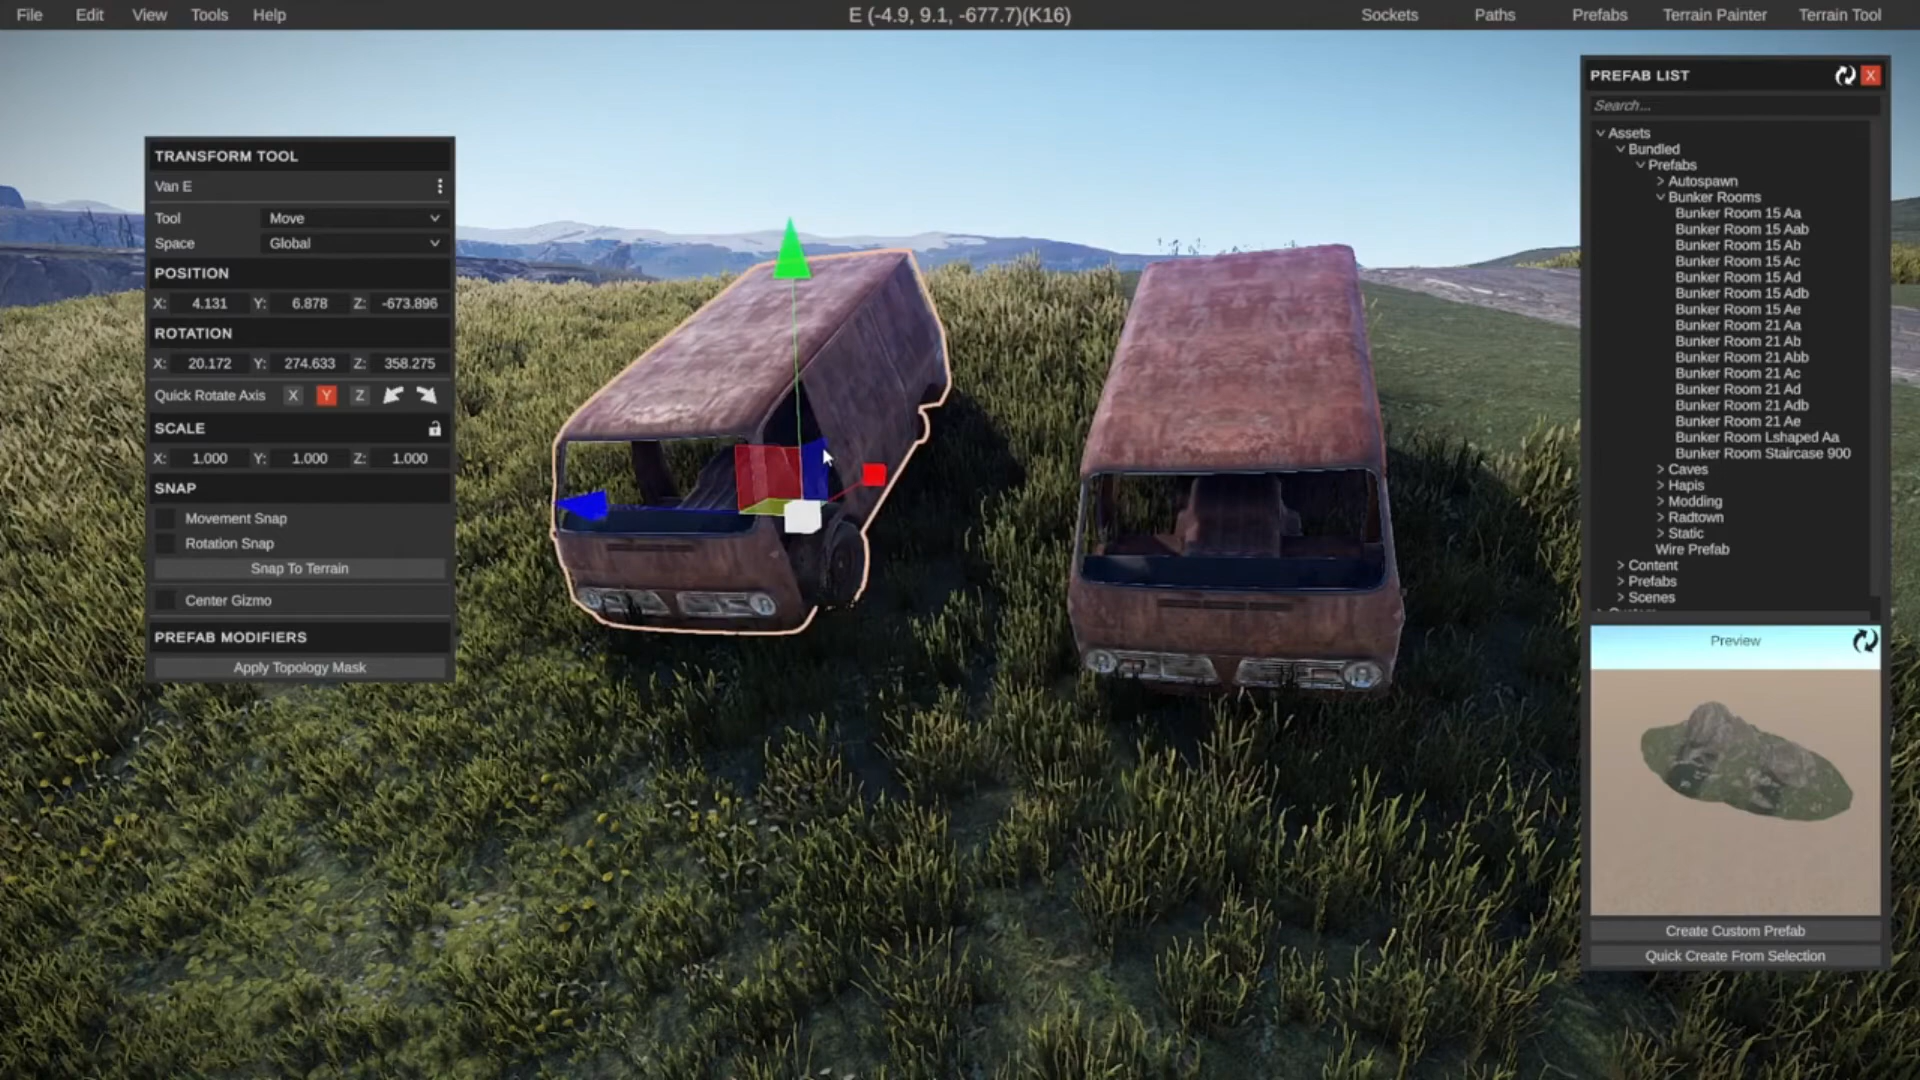 File Edit View Tools Help E (-4.9, 9.1, -677.7)(K16) Sockets Paths Prefabs Terrain Painter Terrain Tool
TRANSFORM TOOL
Van E
Tool Move
Space Global
POSITION
X: 4.131 Y: 6.878 Z: -673.896
ROTATION
X: 20.172 Y: 274.633 Z: 358.275
Quick Rotate Axis X Y Z
SCALE
X: 1.000 Y: 1.000 Z: 1.000
SNAP
Movement Snap
Rotation Snap
Snap To Terrain
Center Gizmo
PREFAB MODIFIERS
Apply Topology Mask
PREFAB LIST X
Search...
Assets
Bundled
Prefabs
Autospawn
Bunker Rooms
Bunker Room 15 Aa
Bunker Room 15 Aab
Bunker Room 15 Ab
Bunker Room 15 Ac
Bunker Room 15 Ad
Bunker Room 15 Adb
Bunker Room 15 Ae
Bunker Room 21 Aa
Bunker Room 21 Ab
Bunker Room 21 Abb
Bunker Room 21 Ac
Bunker Room 21 Ad
Bunker Room 21 Adb
Bunker Room 21 Ae
Bunker Room Lshaped Aa
Bunker Room Staircase 900
Caves
Hapis
Modding
Radtown
Static
Wire Prefab
Content
Prefabs
Scenes
Preview
Create Custom Prefab
Quick Create From Selection